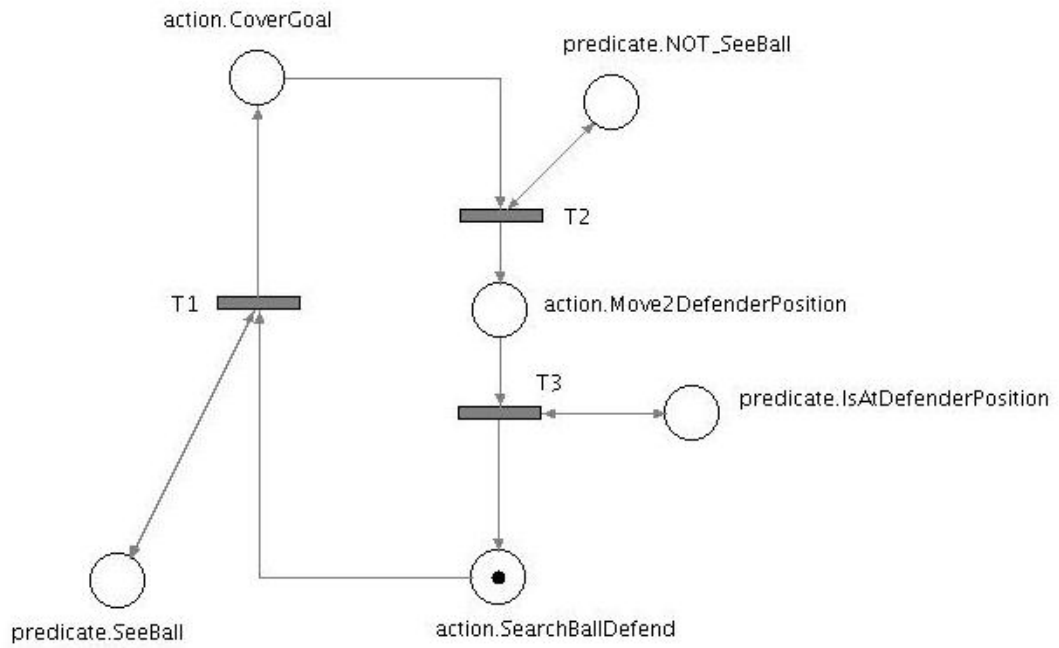 action.CoverGoal
predicate.NOT_SeeBall
T2
T1
action.Move2DefenderPosition
T3
predicate.IsAtDefenderPosition
predicate.SeeBall
action.SearchBallDefend